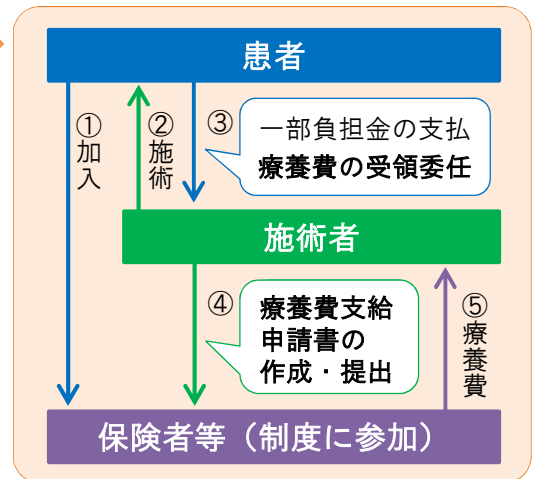 患者
①加入
②施術
③
一部負担金の支払
療養費の受領委任
施術者
④
療養費支給
申請書の
作成・提出
⑤療養費
保険者等（制度に参加）